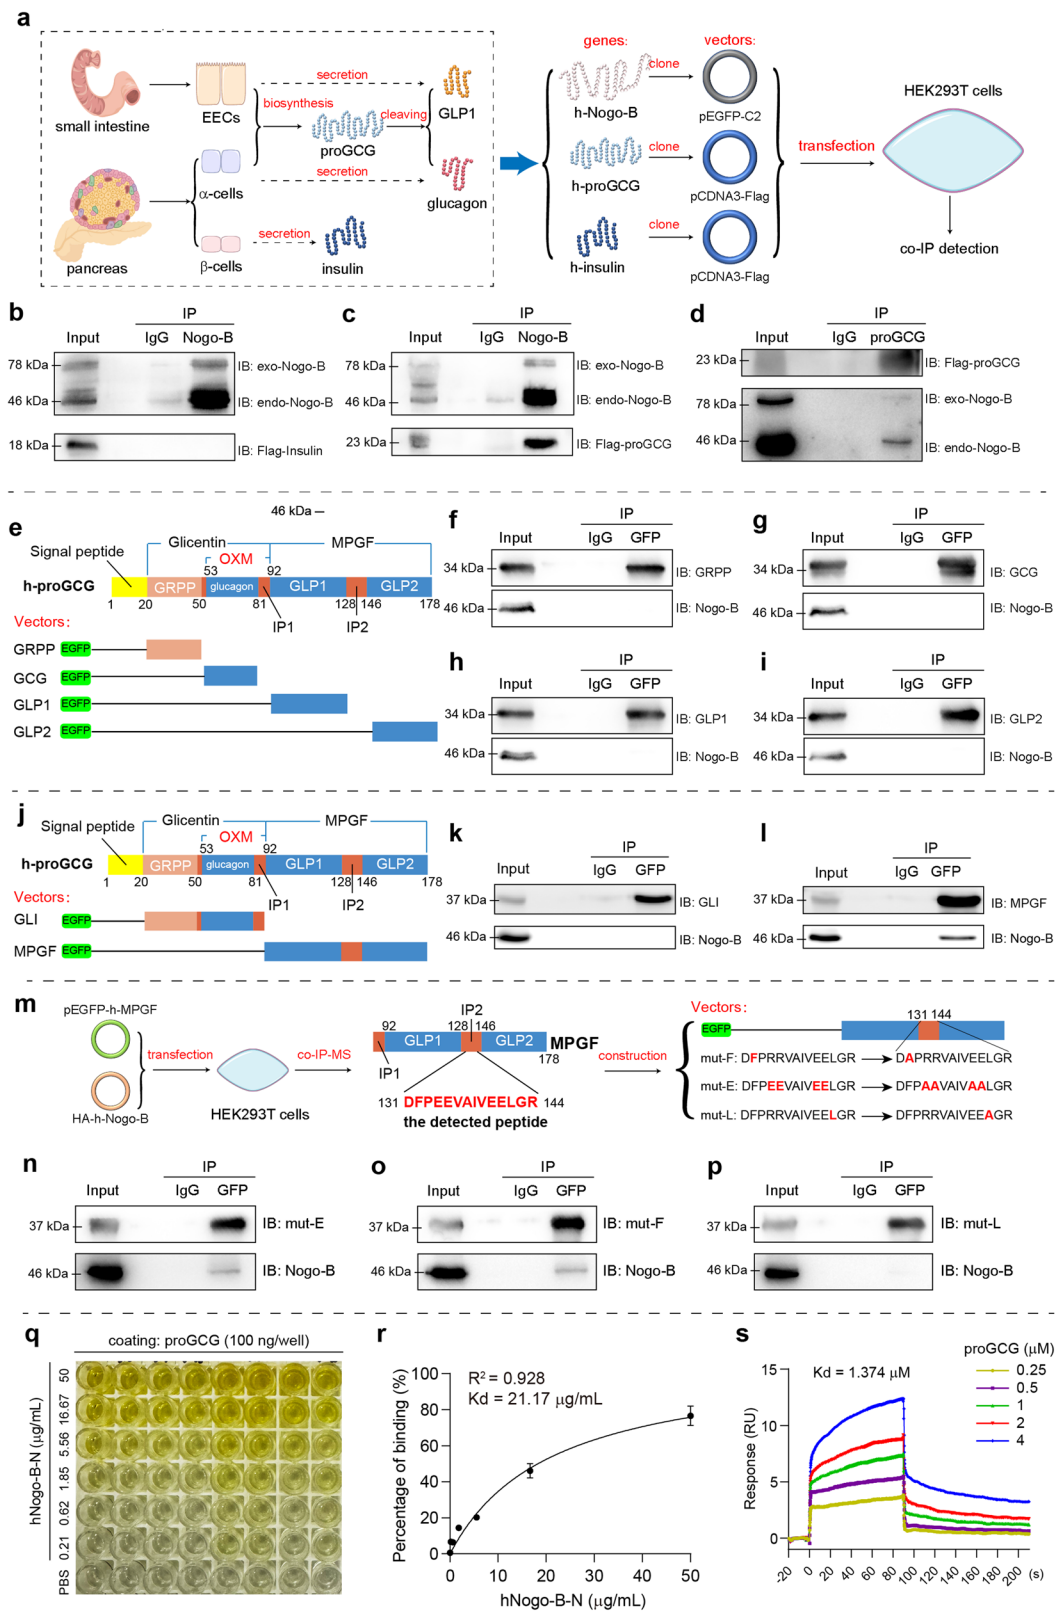 a
small intestine
EECs
secretion
GLP1
biosynthesis
proGCG
cleaving
α-cells
secretion
glucagon
pancreas
β-cells
secretion
insulin
genes:
vectors:
h-Nogo-B
clone
pEGFP-C2
h-proGCG
clone
pCDNA3-Flag
h-insulin
clone
pCDNA3-Flag
transfection
HEK293T cells
co-IP detection
b
IP
Input IgG Nogo-B
78 kDa IB: exo-Nogo-B
46 kDa IB: endo-Nogo-B
18 kDa IB: Flag-Insulin
c
IP
Input IgG Nogo-B
78 kDa IB: exo-Nogo-B
46 kDa IB: endo-Nogo-B
23 kDa IB: Flag-proGCG
d
IP
Input IgG proGCG
23 kDa IB: Flag-proGCG
78 kDa IB: exo-Nogo-B
46 kDa IB: endo-Nogo-B
46 kDa
e
Signal peptide
Glicentin
MPGF
53 OXM 92
h-proGCG GRPP glucagon GLP1 GLP2
1 20 50 81 128 146 178
IP1 IP2
Vectors:
GRPP EGFP
GCG EGFP
GLP1 EGFP
GLP2 EGFP
f
IP
Input IgG GFP
34 kDa IB: GRPP
46 kDa IB: Nogo-B
g
IP
Input IgG GFP
34 kDa IB: GCG
46 kDa IB: Nogo-B
h
IP
Input IgG GFP
34 kDa IB: GLP1
46 kDa IB: Nogo-B
i
IP
Input IgG GFP
34 kDa IB: GLP2
46 kDa IB: Nogo-B
j
Signal peptide
Glicentin
MPGF
53 OXM 92
h-proGCG GRPP glucagon GLP1 GLP2
1 20 50 81 128 146 178
IP1 IP2
Vectors:
GLI EGFP
MPGF EGFP
k
IP
Input IgG GFP
37 kDa IB: GLI
46 kDa IB: Nogo-B
l
IP
Input IgG GFP
37 kDa IB: MPGF
46 kDa IB: Nogo-B
m
pEGFP-h-MPGF
HA-h-Nogo-B
transfection
HEK293T cells
co-IP-MS
IP2
92 128 146
GLP1 GLP2 MPGF
178
IP1
131 DFPEEVAIVEELGR 144
the detected peptide
construction
Vectors:
131 144
EGFP
mut-F: DFPRRVAIVEELGR DAPRRVAIVEELGR
mut-E: DFPEEVAIVEELGR DFPAAVAIVAALGR
mut-L: DFPRRVAIVEELGR DFPRRVAIVEEAGR
n
IP
Input IgG GFP
37 kDa IB: mut-E
46 kDa IB: Nogo-B
o
IP
Input IgG GFP
37 kDa IB: mut-F
46 kDa IB: Nogo-B
p
IP
Input IgG GFP
37 kDa IB: mut-L
46 kDa IB: Nogo-B
q
coating: proGCG (100 ng/well)
hNogo-B-N (μg/mL)
50
16.67
5.56
1.85
0.62
0.21
PBS
r
R² = 0.928
Kd = 21.17 μg/mL
Percentage of binding (%)
100
80
60
40
20
0
0 10 20 30 40 50
hNogo-B-N (μg/mL)
s
proGCG (μM)
Kd = 1.374 μM
0.25
0.5
1
2
4
Response (RU)
15
10
5
0
-20 0 20 40 60 80 100 120 140 160 180 200 (s)